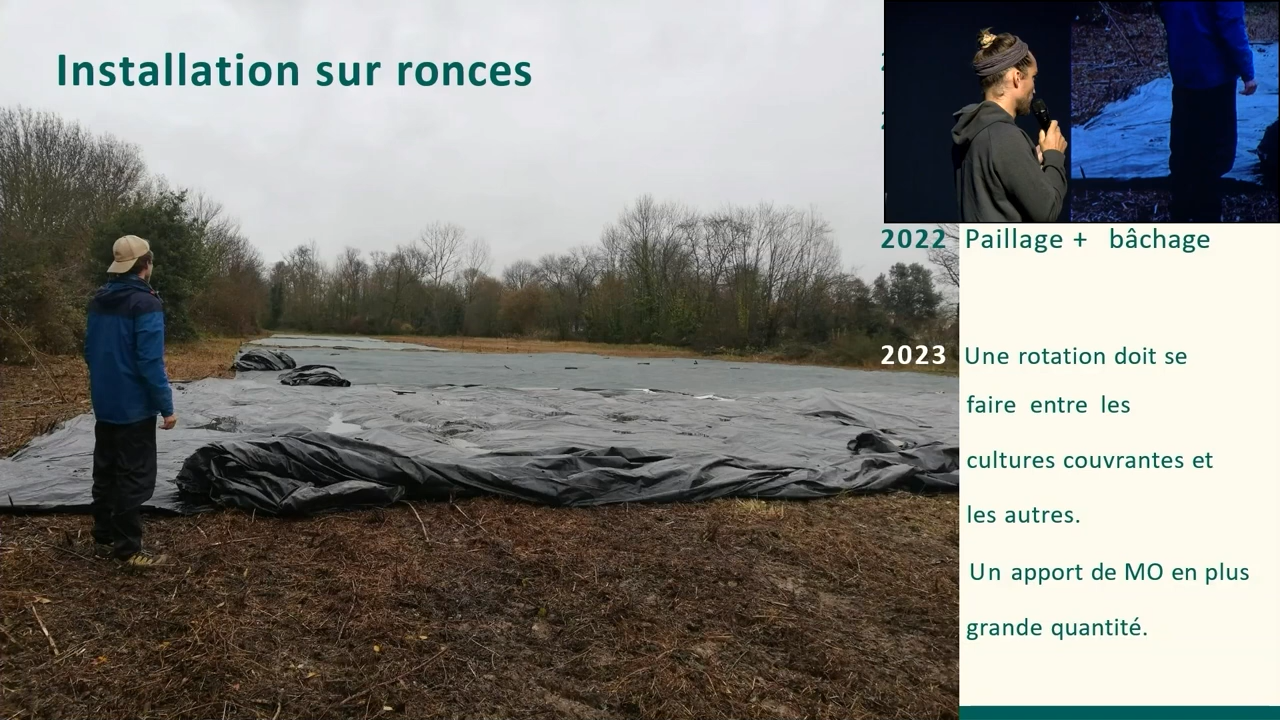 Installation sur ronces
2022 Paillage + bâchage
2023 Une rotation doit se
faire entre les
cultures couvrantes et
les autres.
Un apport de MO en plus
grande quantité.